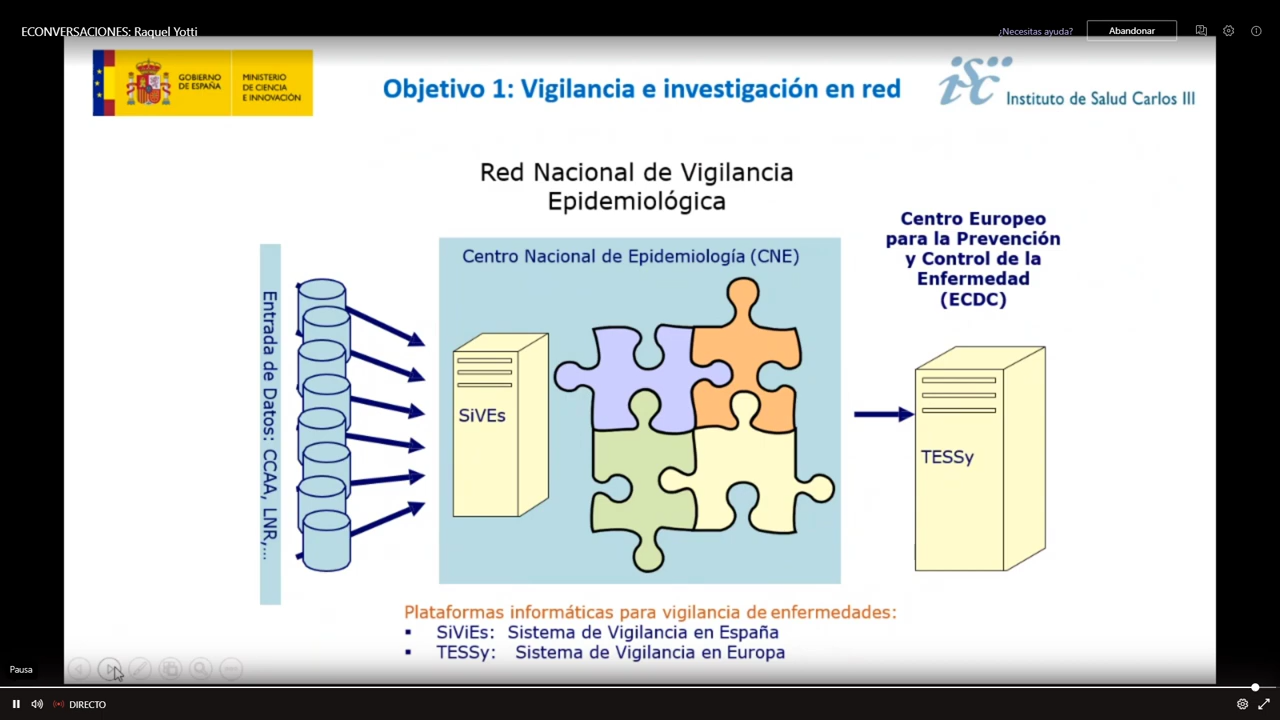 ECONVERSACIONES: Raquel Yotti
¿Necesitas ayuda?
Abandonar
GOBIERNO
DE ESPAÑA
MINISTERIO
DE CIENCIA
E INNOVACIÓN
Objetivo 1: Vigilancia e investigación en red
isc
Instituto de Salud Carlos III
Red Nacional de Vigilancia
Epidemiológica
Centro Europeo
para la Prevención
y Control de la
Enfermedad
(ECDC)
Centro Nacional de Epidemiología (CNE)
Entrada de Datos: CCAA, LNR,...
SiVEs
TESSy
Plataformas informáticas para vigilancia de enfermedades:
▪ SiViEs: Sistema de Vigilancia en España
▪ TESSy: Sistema de Vigilancia en Europa
Pausa
DIRECTO